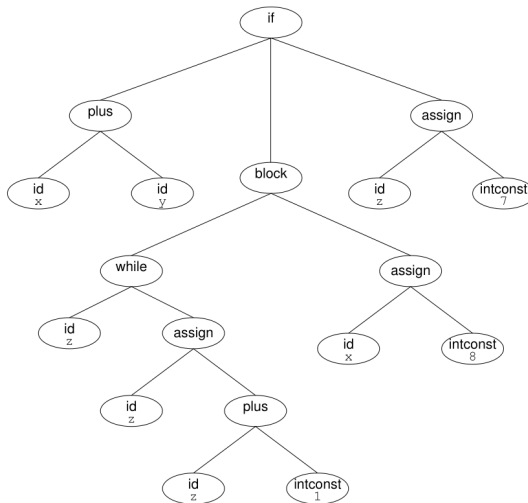 if
plus
assign
id
x
id
y
block
id
z
intconst
7
while
assign
id
z
assign
id
x
intconst
8
id
z
plus
id
z
intconst
1